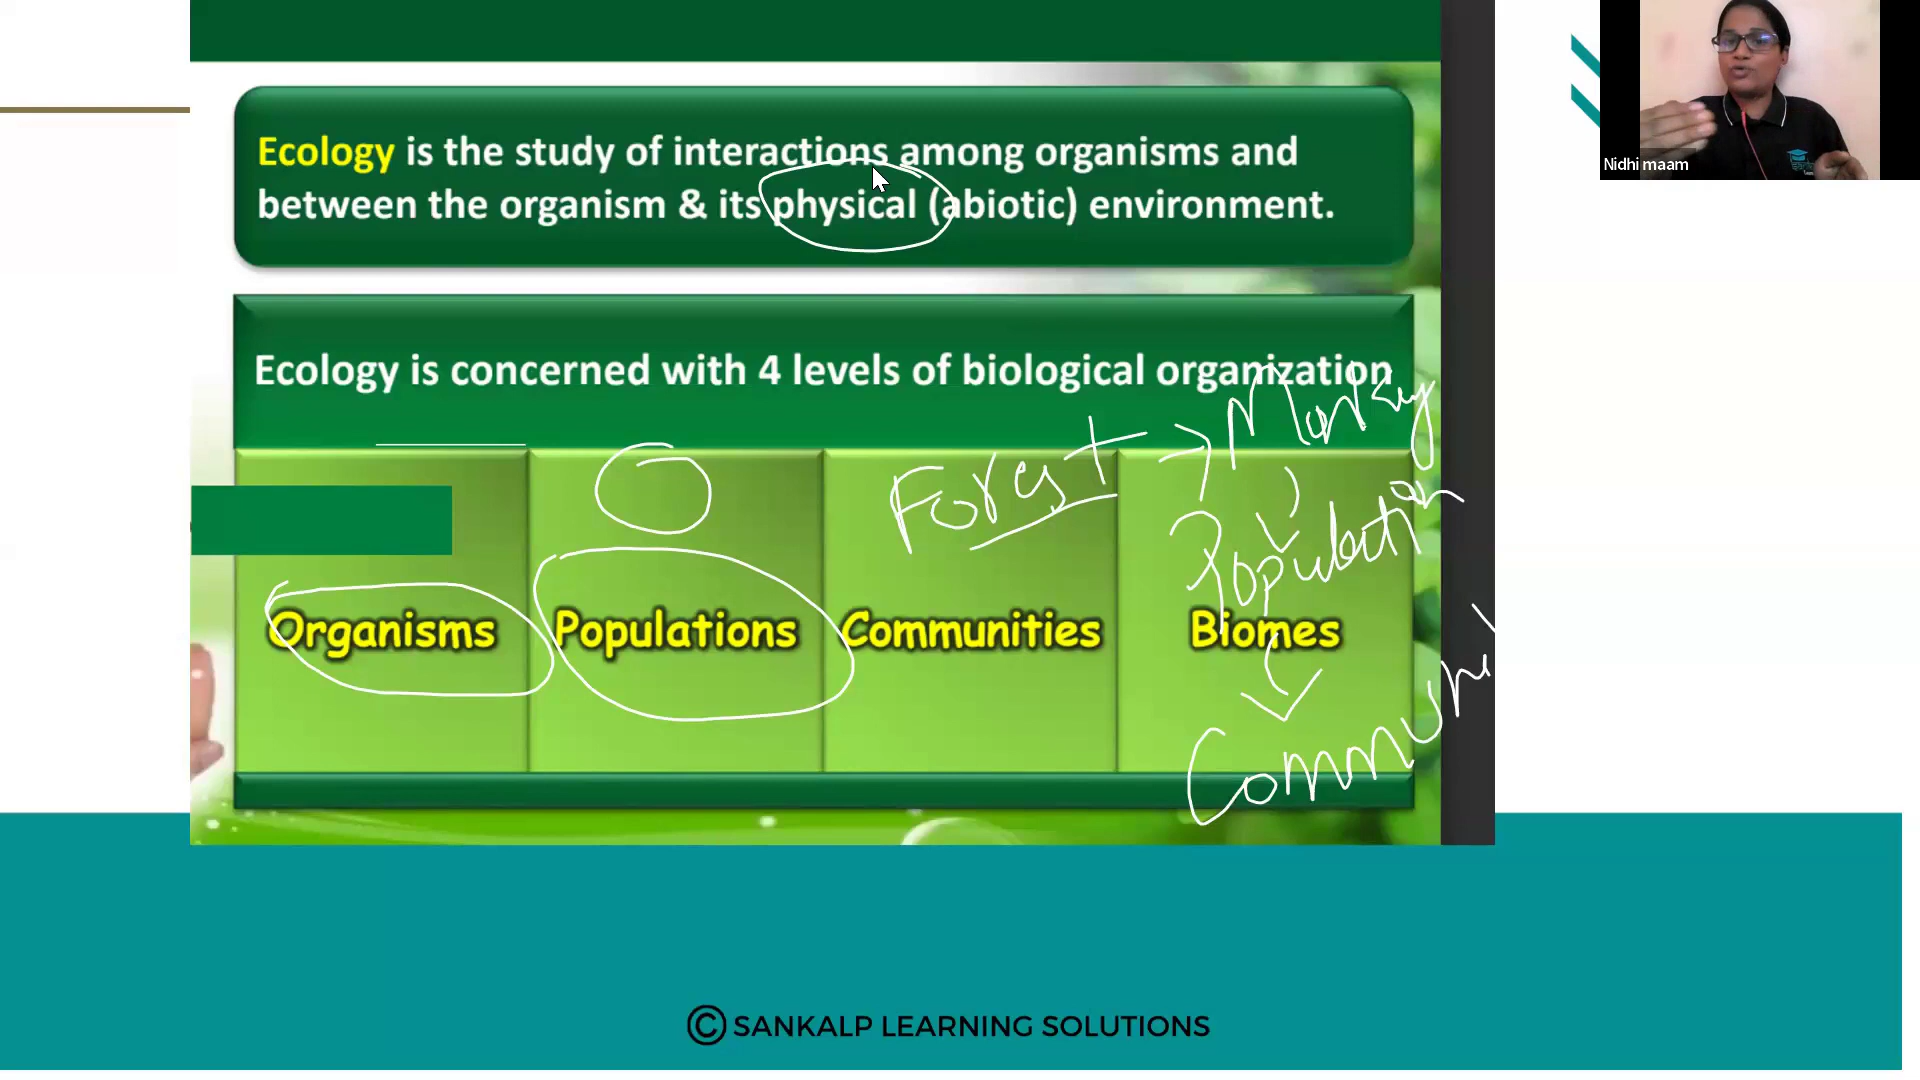 Nidhi maam
Ecology is the study of interactions among organisms and
between the organism & its physical (abiotic) environment.
Ecology is concerned with 4 levels of biological organization
Forest → Monkey
Population
Organisms Populations Communities Biomes
© SANKALP LEARNING SOLUTIONS